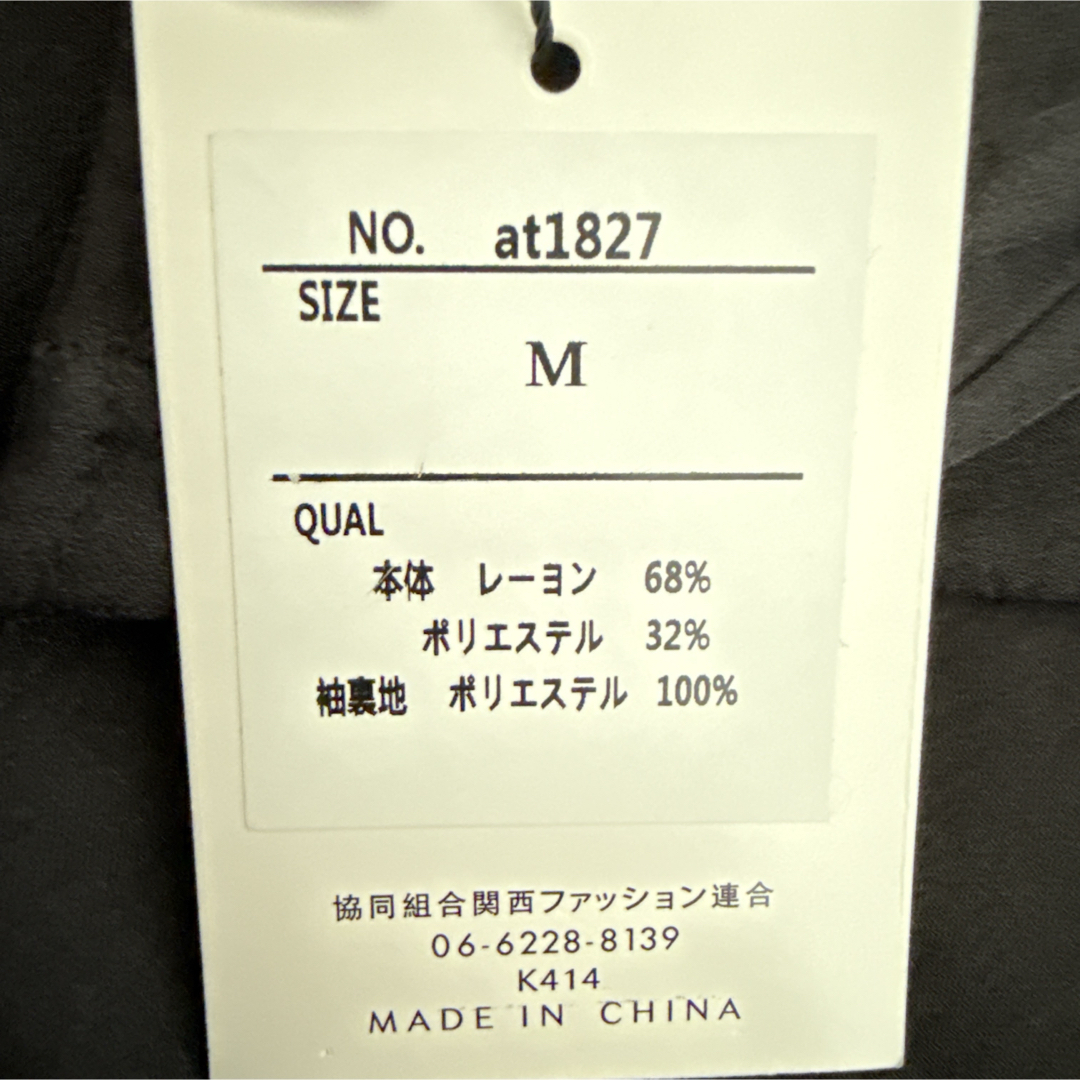 NO. at1827
SIZE
M
QUAL
本体 レーヨン 68%
ポリエステル 32%
袖裏地 ポリエステル 100%
協同組合関西ファッション連合
06-6228-8139
K414
MADE IN CHINA